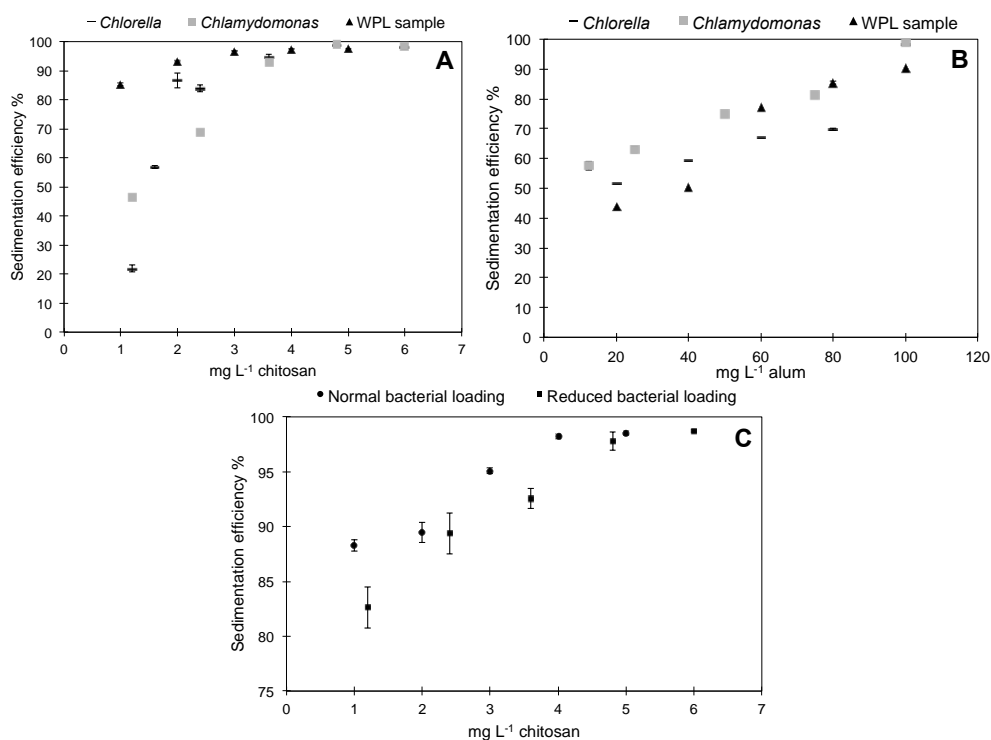 Chlorella Chlamydomonas WPL sample
A
Sedimentation efficiency %
100
90
80
70
60
50
40
30
20
10
0
0 1 2 3 4 5 6 7
mg L⁻¹ chitosan
Chlorella Chlamydomonas WPL sample
B
Sedimentation efficiency %
100
90
80
70
60
50
40
30
20
10
0
0 20 40 60 80 100 120
mg L⁻¹ alum
Normal bacterial loading Reduced bacterial loading
C
Sedimentation efficiency %
100
95
90
85
80
75
0 1 2 3 4 5 6 7
mg L⁻¹ chitosan